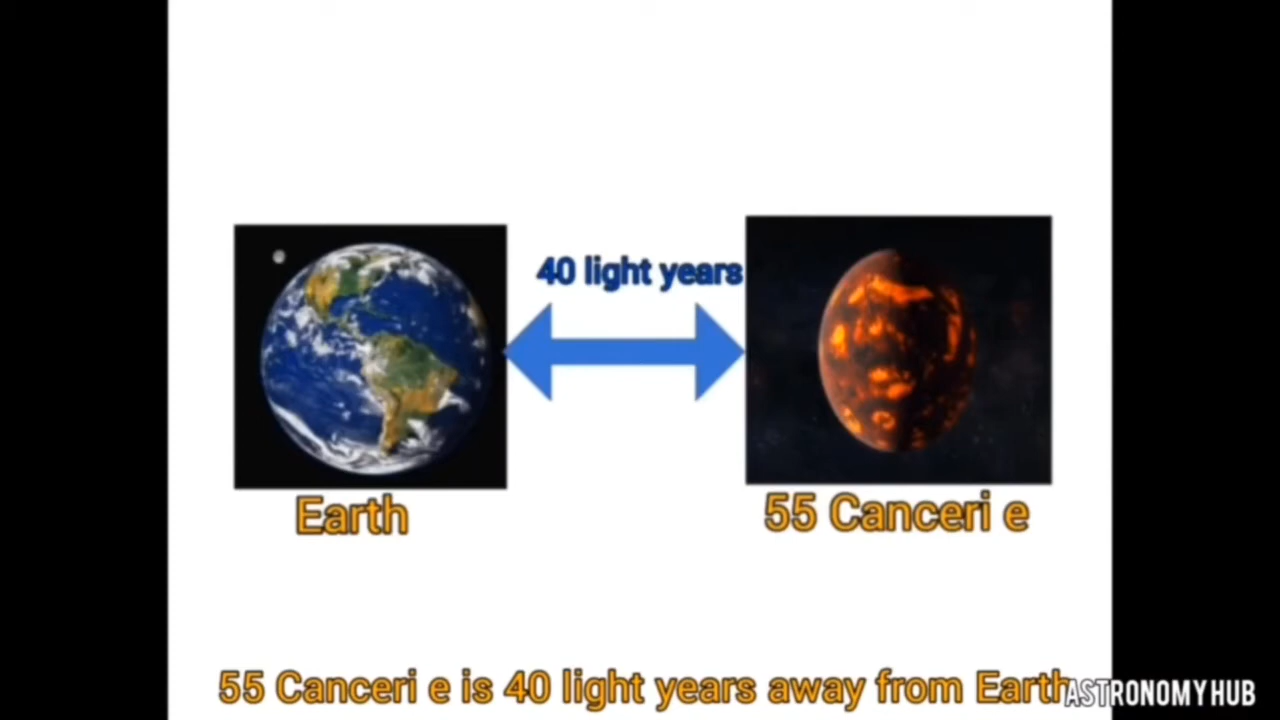 40 light years
Earth
55 Canceri e
55 Canceri e is 40 light years away from Earth
ASTRONOMY HUB